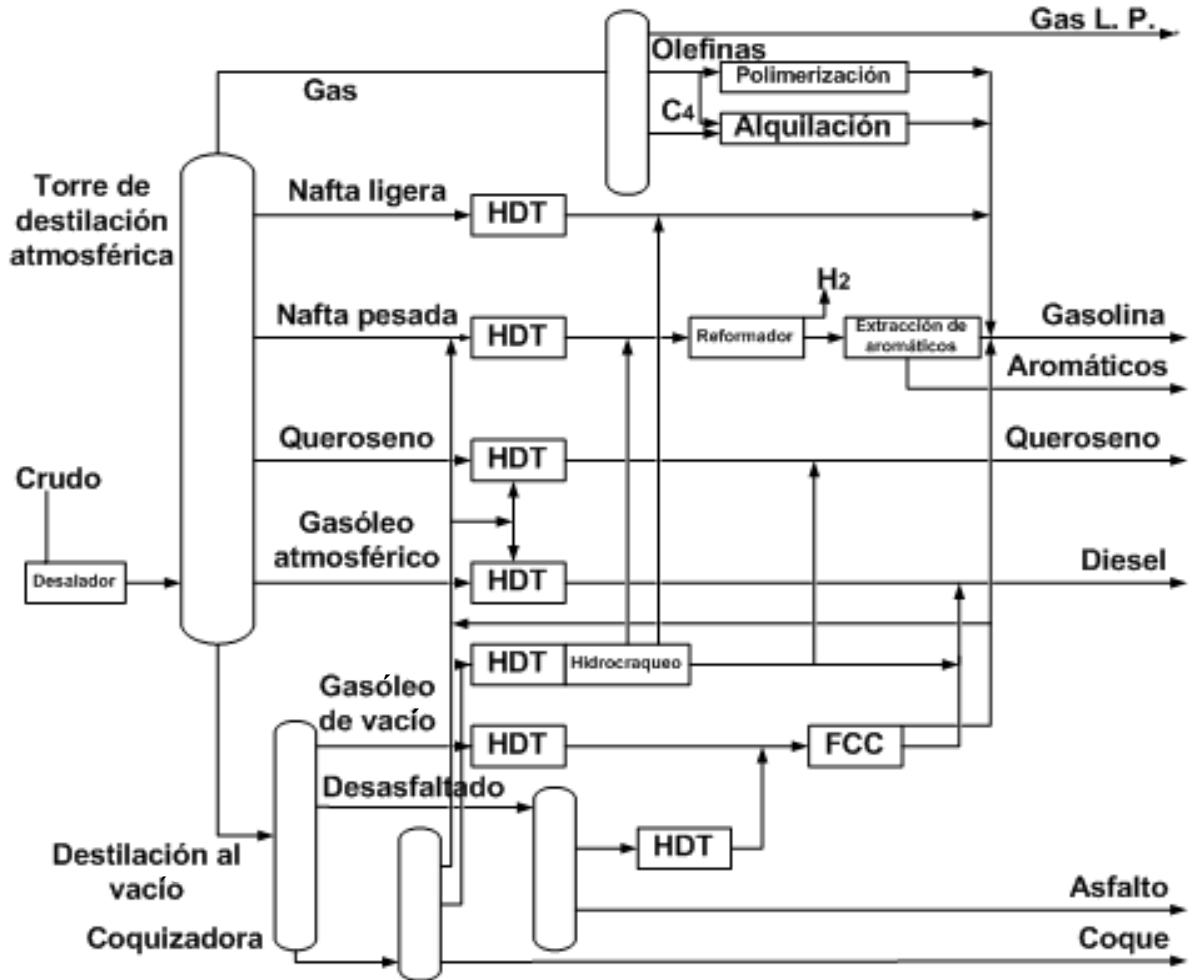 Gas L. P.
Olefinas
Polimerización
Gas
C4
Alquilación
Torre de
destilación
atmosférica
Nafta ligera
HDT
H2
Nafta pesada
HDT
Reformador
Extracción de
aromáticos
Gasolina
Aromáticos
Queroseno
HDT
Queroseno
Crudo
Gasóleo
atmosférico
Desalador
HDT
Diesel
HDT
Hidrocraqueo
Gasóleo
de vacío
HDT
FCC
Desasfaltado
HDT
Destilación al
vacío
Asfalto
Coquizadora
Coque